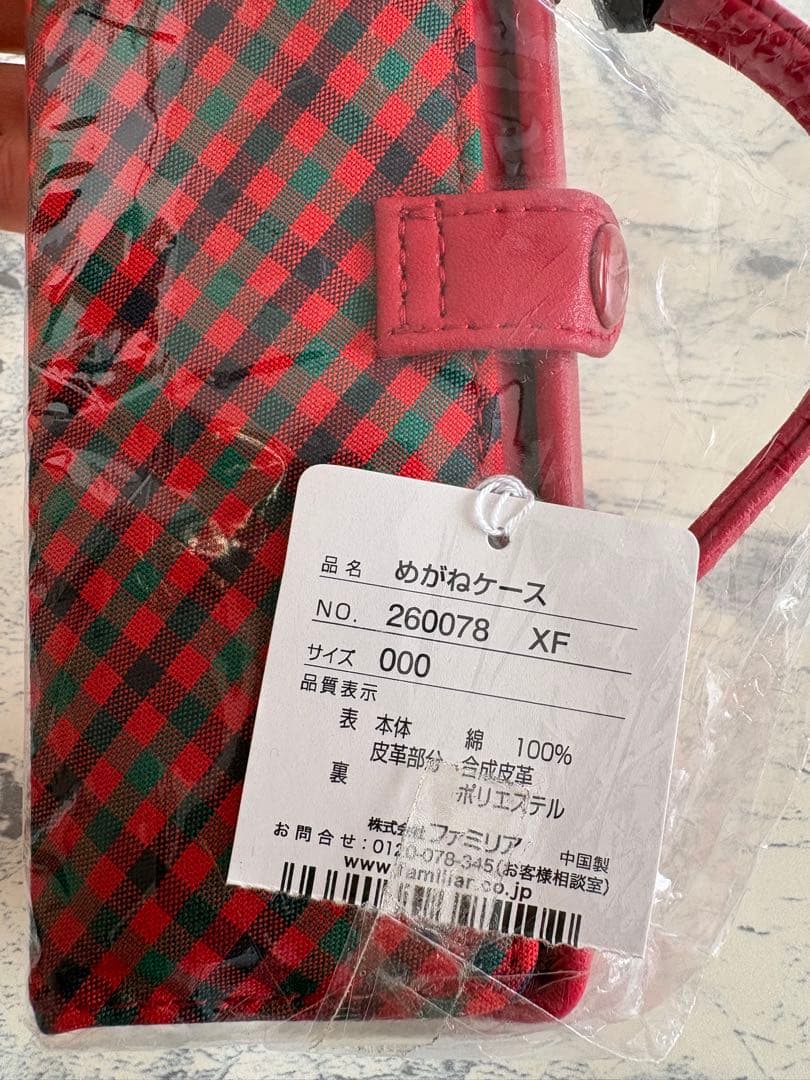 品名 めがねケース
NO. 260078 XF
サイズ 000
品質表示
表 本体 綿 100%
皮革部分 合成皮革
裏 ポリエステル
株式会社 ファミリア 中国製
お問合せ:0120-078-345(お客様相談室)
www.familiar.co.jp